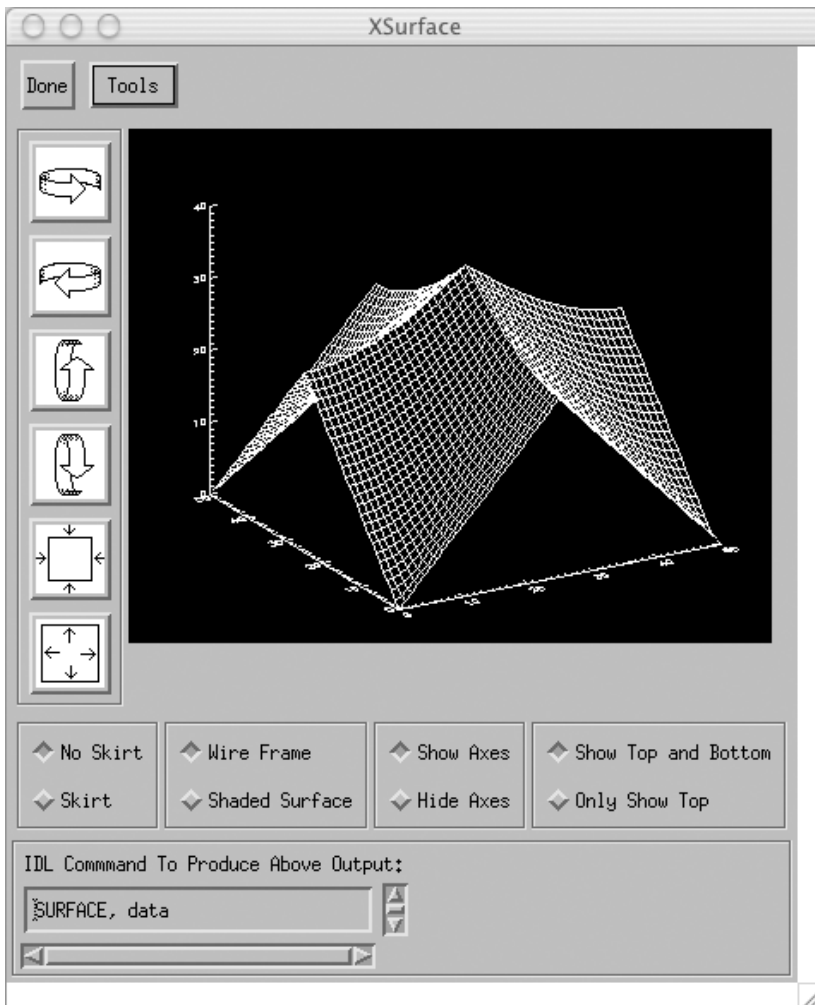 XSurface
Done
Tools
40
30
20
10
0
No Skirt
Wire Frame
Show Axes
Show Top and Bottom
Skirt
Shaded Surface
Hide Axes
Only Show Top
IDL Commmand To Produce Above Output:
SURFACE, data